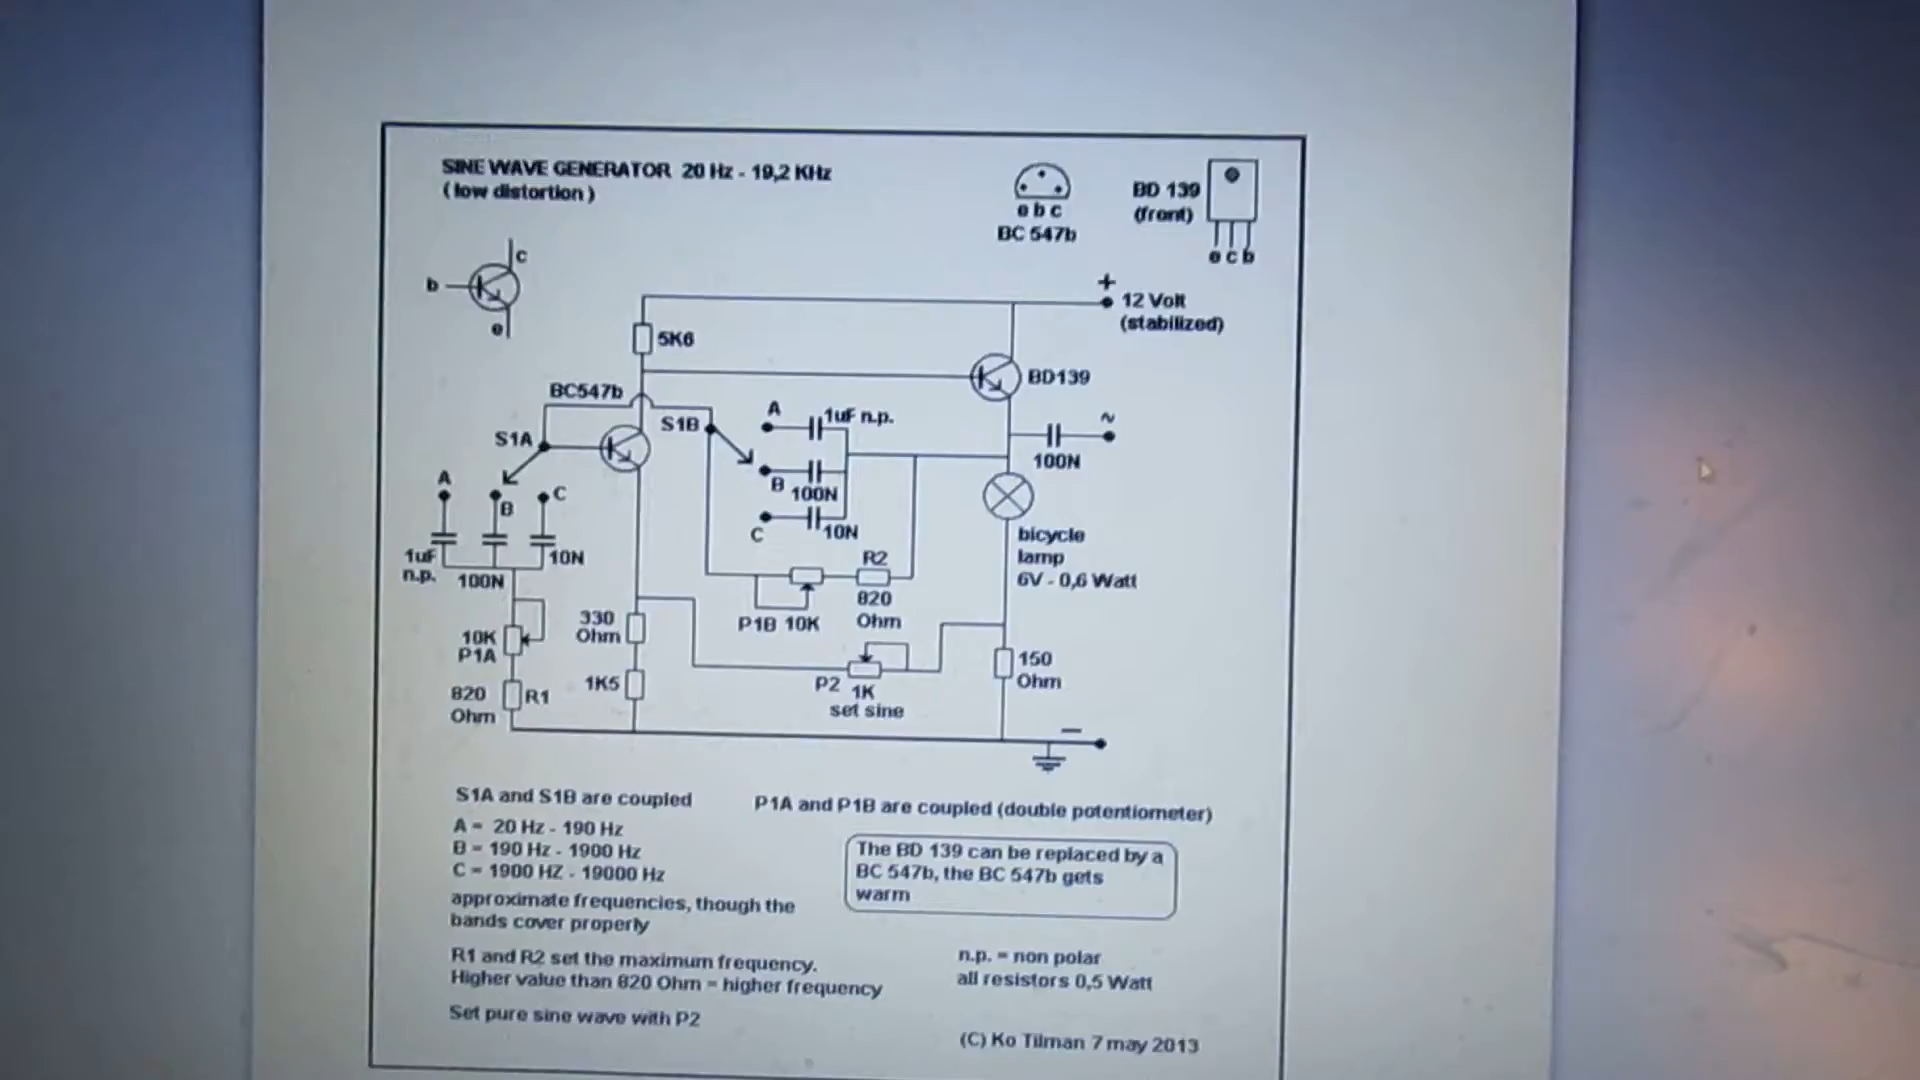 SINE WAVE GENERATOR 20 Hz - 19,2 KHz
( low distortion )
e b c
BC 547b
BD 139
(front)
e c b
c
b
e
+
12 Volt
(stabilized)
5K6
BD139
BC547b
S1A
S1B
A
1uF n.p.
B
100N
C
10N
~
100N
A
B
C
1uF
n.p.
100N
10N
bicycle
lamp
6V - 0,6 Watt
R2
820
Ohm
P1B 10K
10K
P1A
330
Ohm
1K5
820
Ohm
R1
P2
1K
set sine
150
Ohm
−
S1A and S1B are coupled
P1A and P1B are coupled (double potentiometer)
A = 20 Hz - 190 Hz
B = 190 Hz - 1900 Hz
C = 1900 HZ - 19000 Hz
approximate frequencies, though the
bands cover properly
The BD 139 can be replaced by a
BC 547b, the BC 547b gets
warm
R1 and R2 set the maximum frequency.
Higher value than 820 Ohm = higher frequency
n.p. = non polar
all resistors 0,5 Watt
Set pure sine wave with P2
(C) Ko Tilman 7 may 2013